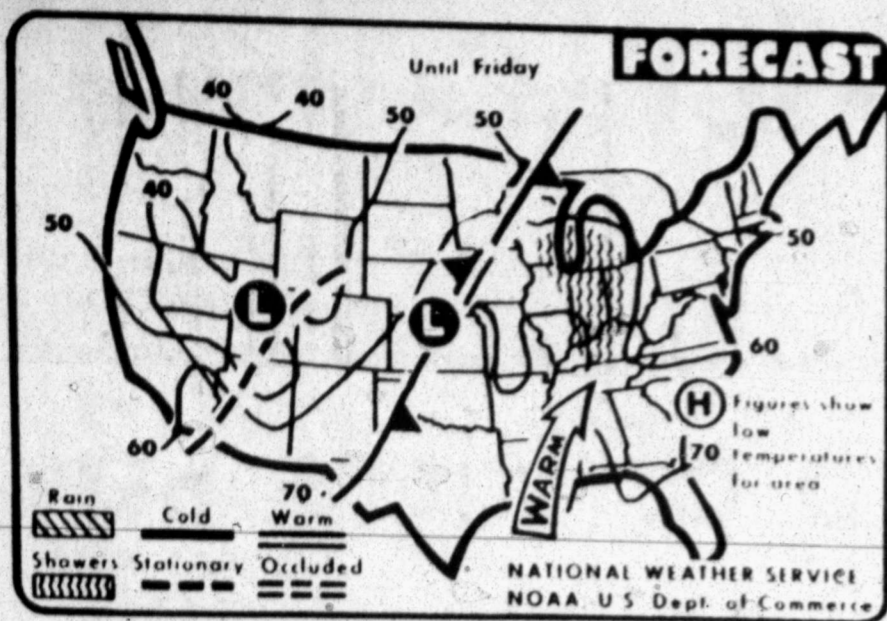 FORECAST
Until Friday
40 40
50 50
40
50
50
L
L
60
H Figures show
low
70 temperatures
for area
60
70
WARM
Rain Cold Warm
Showers Stationary Occluded
NATIONAL WEATHER SERVICE
NOAA U S Dept. of Commerce